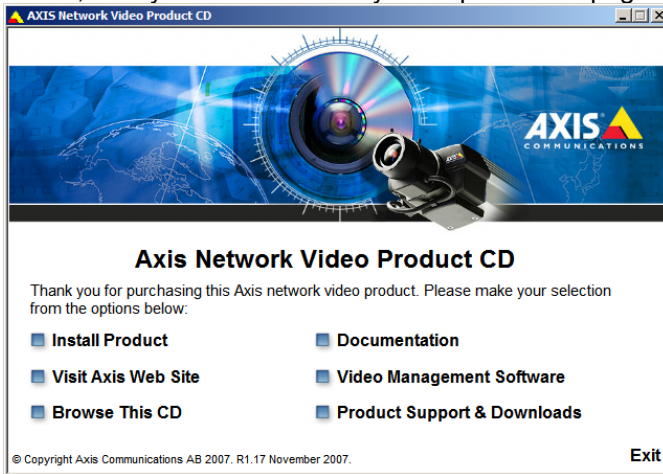 AXIS Network Video Product CD
AXIS
COMMUNICATIONS
AXIS
Axis Network Video Product CD
Thank you for purchasing this Axis network video product. Please make your selection
from the options below:
Install Product
Documentation
Visit Axis Web Site
Video Management Software
Browse This CD
Product Support & Downloads
© Copyright Axis Communications AB 2007. R1.17 November 2007.
Exit